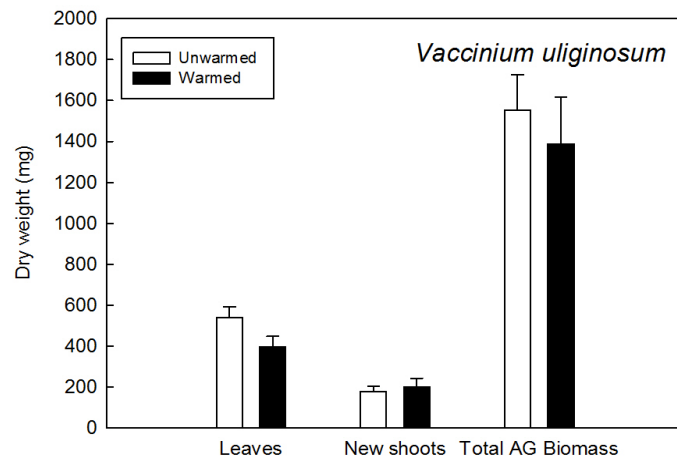 2000
1800
1600
1400
1200
1000
800
600
400
200
0
Dry weight (mg)
Unwarmed
Warmed
Vaccinium uliginosum
Leaves New shoots Total AG Biomass